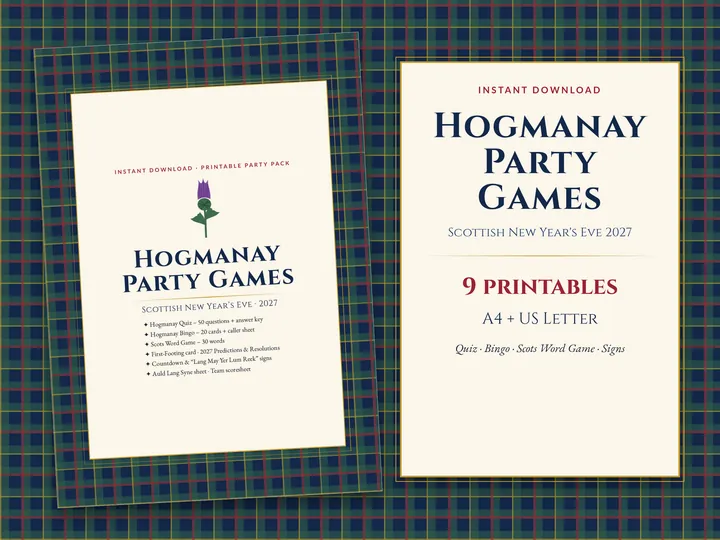 INSTANT DOWNLOAD · PRINTABLE PARTY PACK
HOGMANAY
PARTY GAMES
SCOTTISH NEW YEAR'S EVE · 2027
✦ Hogmanay Quiz – 50 questions + answer key
✦ Hogmanay Bingo – 20 cards + caller sheet
✦ Scots Word Game – 30 words
✦ First-Footing card · 2027 Predictions & Resolutions
✦ Countdown & "Lang May Yer Lum Reek" signs
✦ Auld Lang Syne sheet · Team scoresheet
INSTANT DOWNLOAD
HOGMANAY
PARTY
GAMES
SCOTTISH NEW YEAR'S EVE 2027
9 PRINTABLES
A4 + US LETTER
Quiz · Bingo · Scots Word Game · Signs